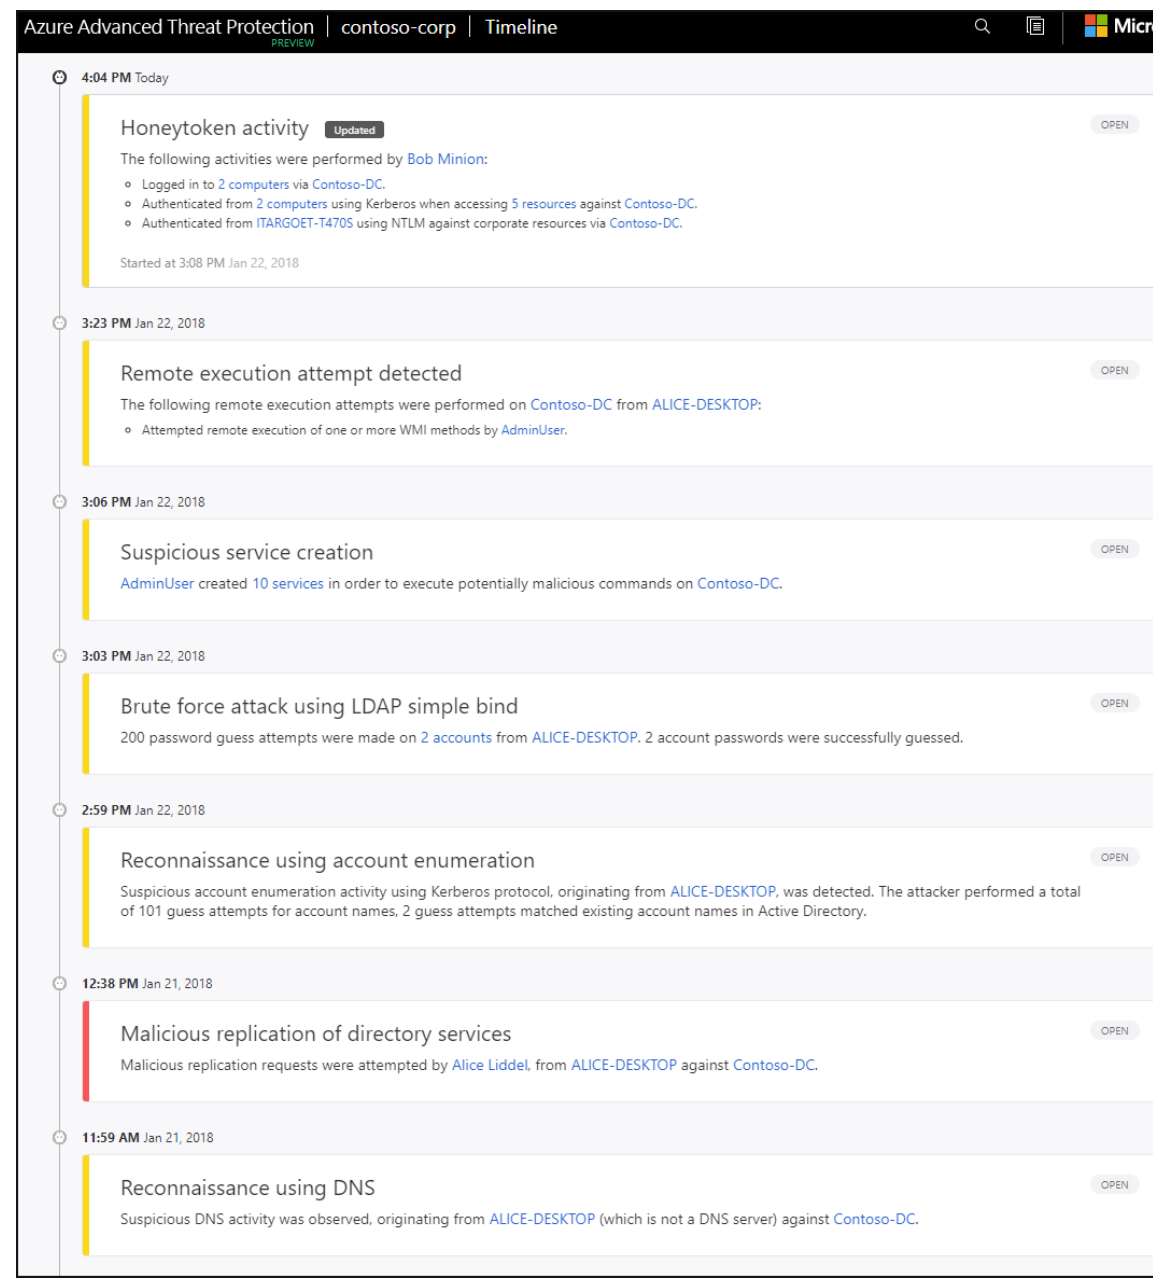 Azure Advanced Threat Protection | contoso-corp | Timeline
PREVIEW
Micr
4:04 PM Today
Honeytoken activity Updated OPEN
The following activities were performed by Bob Minion:
Logged in to 2 computers via Contoso-DC.
Authenticated from 2 computers using Kerberos when accessing 5 resources against Contoso-DC.
Authenticated from ITARGOET-T470S using NTLM against corporate resources via Contoso-DC.
Started at 3:08 PM Jan 22, 2018
3:23 PM Jan 22, 2018
Remote execution attempt detected OPEN
The following remote execution attempts were performed on Contoso-DC from ALICE-DESKTOP:
Attempted remote execution of one or more WMI methods by AdminUser.
3:06 PM Jan 22, 2018
Suspicious service creation OPEN
AdminUser created 10 services in order to execute potentially malicious commands on Contoso-DC.
3:03 PM Jan 22, 2018
Brute force attack using LDAP simple bind OPEN
200 password guess attempts were made on 2 accounts from ALICE-DESKTOP. 2 account passwords were successfully guessed.
2:59 PM Jan 22, 2018
Reconnaissance using account enumeration OPEN
Suspicious account enumeration activity using Kerberos protocol, originating from ALICE-DESKTOP, was detected. The attacker performed a total
of 101 guess attempts for account names, 2 guess attempts matched existing account names in Active Directory.
12:38 PM Jan 21, 2018
Malicious replication of directory services OPEN
Malicious replication requests were attempted by Alice Liddel, from ALICE-DESKTOP against Contoso-DC.
11:59 AM Jan 21, 2018
Reconnaissance using DNS OPEN
Suspicious DNS activity was observed, originating from ALICE-DESKTOP (which is not a DNS server) against Contoso-DC.